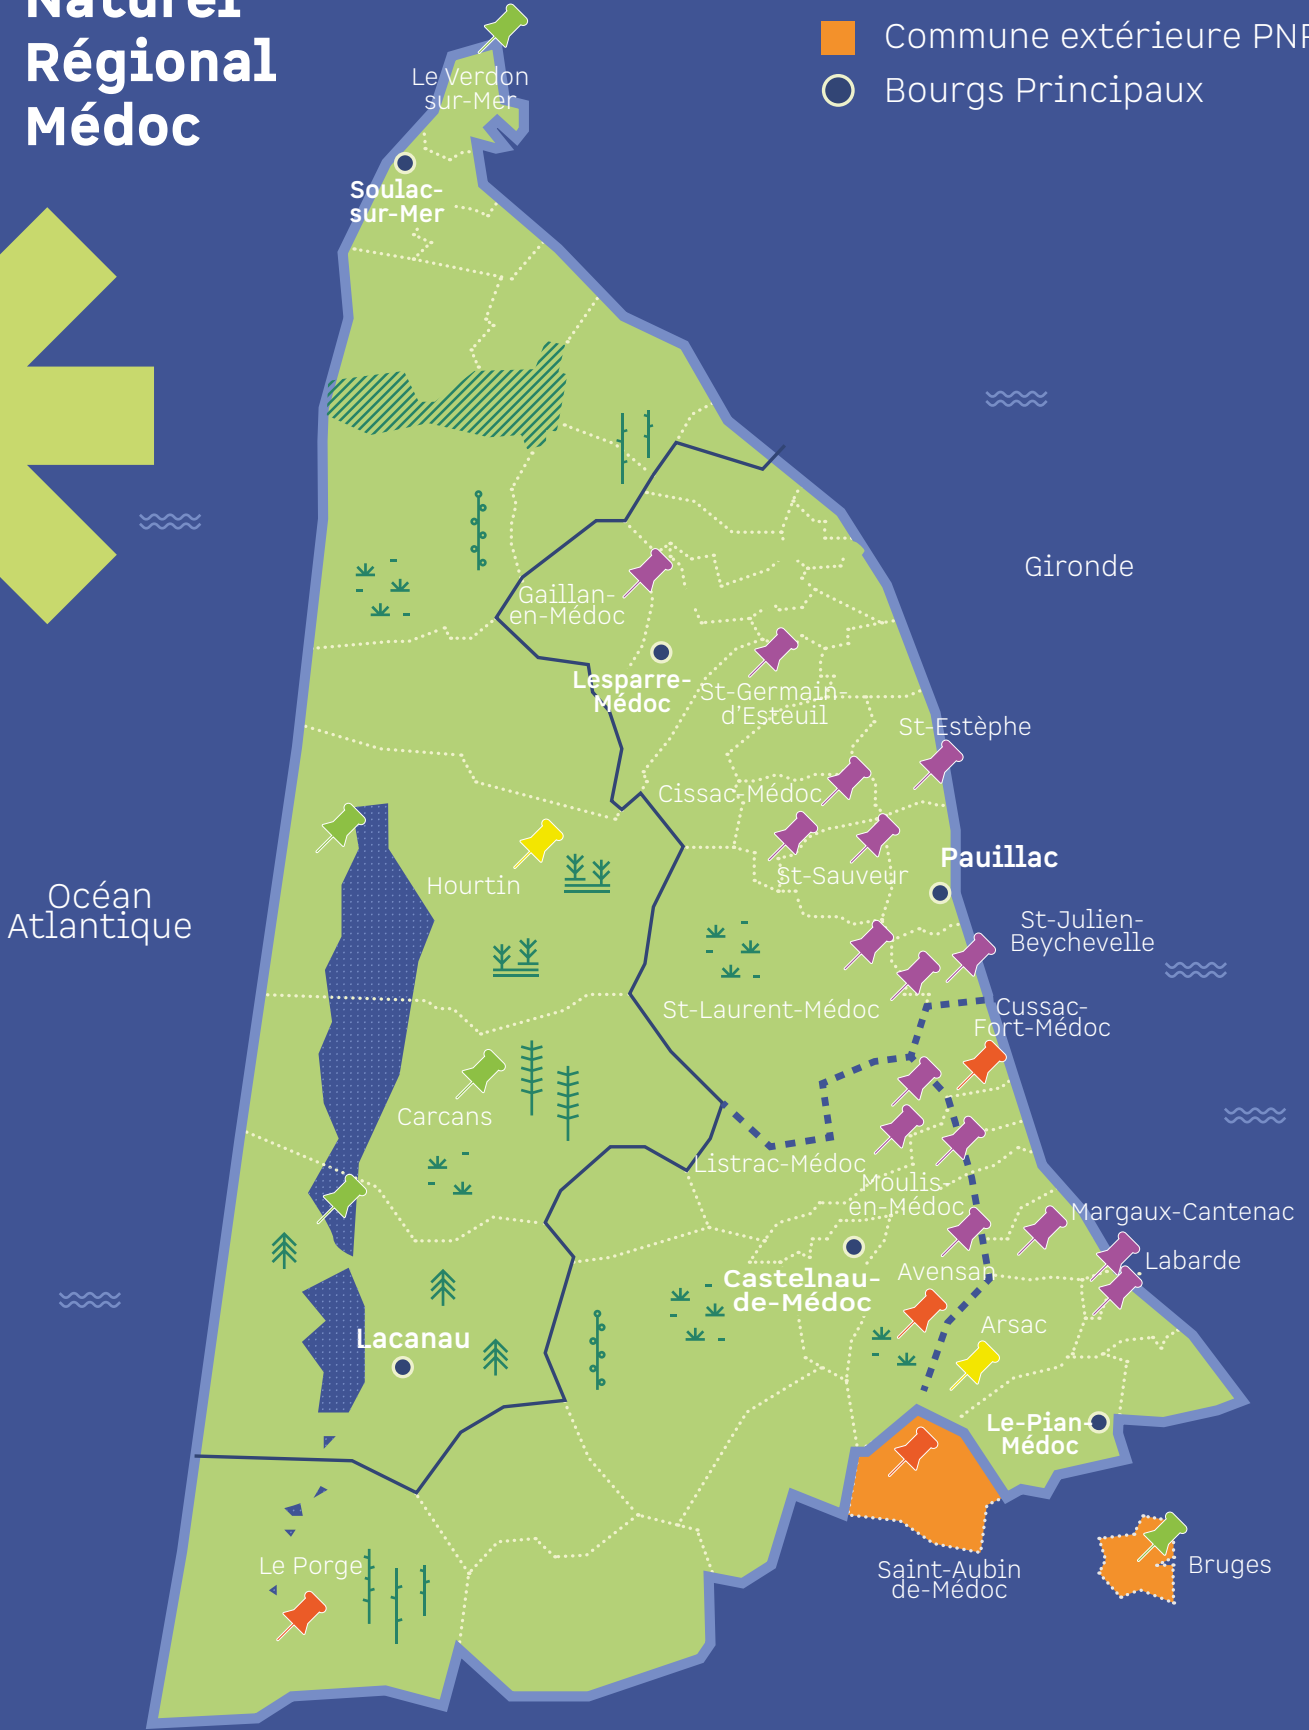 Naturel
Régional
Médoc
Commune extérieure PNR
Bourgs Principaux
Le Verdon
sur-Mer
Soulac-
sur-Mer
Gironde
Gaillan-
en-Médoc
Lesparre-
Médoc
St-Germain-
d'Esteuil
St-Estèphe
Cissac-Médoc
St-Sauveur
Pauillac
Hourtin
Océan
Atlantique
St-Julien-
Beychevelle
St-Laurent-Médoc
Cussac-
Fort-Médoc
Carcans
Listrac-Médoc
Moulis-
en-Médoc
Margaux-Cantenac
Labarde
Avensan
Castelnau-
de-Médoc
Arsac
Lacanau
Le-Pian-
Médoc
Le Porge
Saint-Aubin
de-Médoc
Bruges